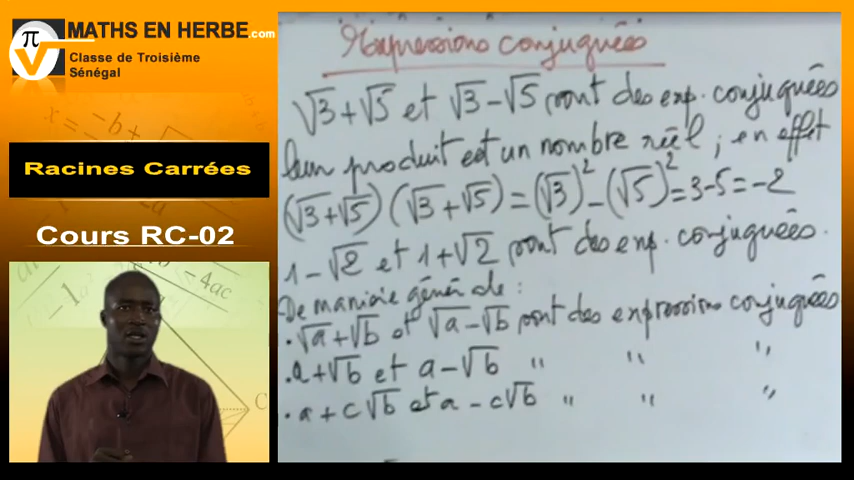 MATHS EN HERBE.com
Classe de Troisième
Sénégal
Racines Carrées
Cours RC-02
Expressions conjuguées
√3+√5 et √3-√5 sont des exp. conjuguées
leur produit est un nombre réel ; en effet
(√3+√5) (√3+√5) = (√3)² - (√5)² = 3-5 = -2
1-√2 et 1+√2 sont des exp. conjuguées.
De manière générale :
• √a+√b et √a-√b sont des expressions conjuguées
• a+√b et a-√b " " "
• a + c√b et a - c√b " " "